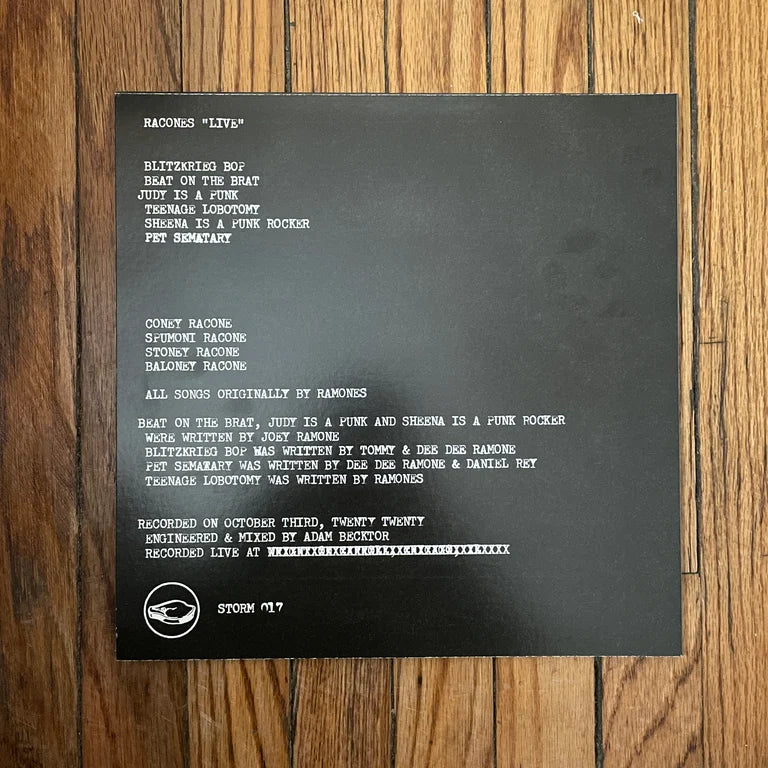 RACONES "LIVE"
BLITZKRIEG BOP
BEAT ON THE BRAT
JUDY IS A PUNK
TEENAGE LOBOTOMY
SHEENA IS A PUNK ROCKER
PET SEMATARY
CONEY RACONE
SPUMONI RACONE
STONEY RACONE
BALONEY RACONE
ALL SONGS ORIGINALLY BY RAMONES
BEAT ON THE BRAT, JUDY IS A PUNK AND SHEENA IS A PUNK ROCKER
WERE WRITTEN BY JOEY RAMONE
BLITZKRIEG BOP WAS WRITTEN BY TOMMY & DEE DEE RAMONE
PET SEMATARY WAS WRITTEN BY DEE DEE RAMONE & DANIEL REY
TEENAGE LOBOTOMY WAS WRITTEN BY RAMONES
RECORDED ON OCTOBER THIRD, TWENTY TWENTY
ENGINEERED & MIXED BY ADAM BECKTOR
RECORDED LIVE AT
STORM 017